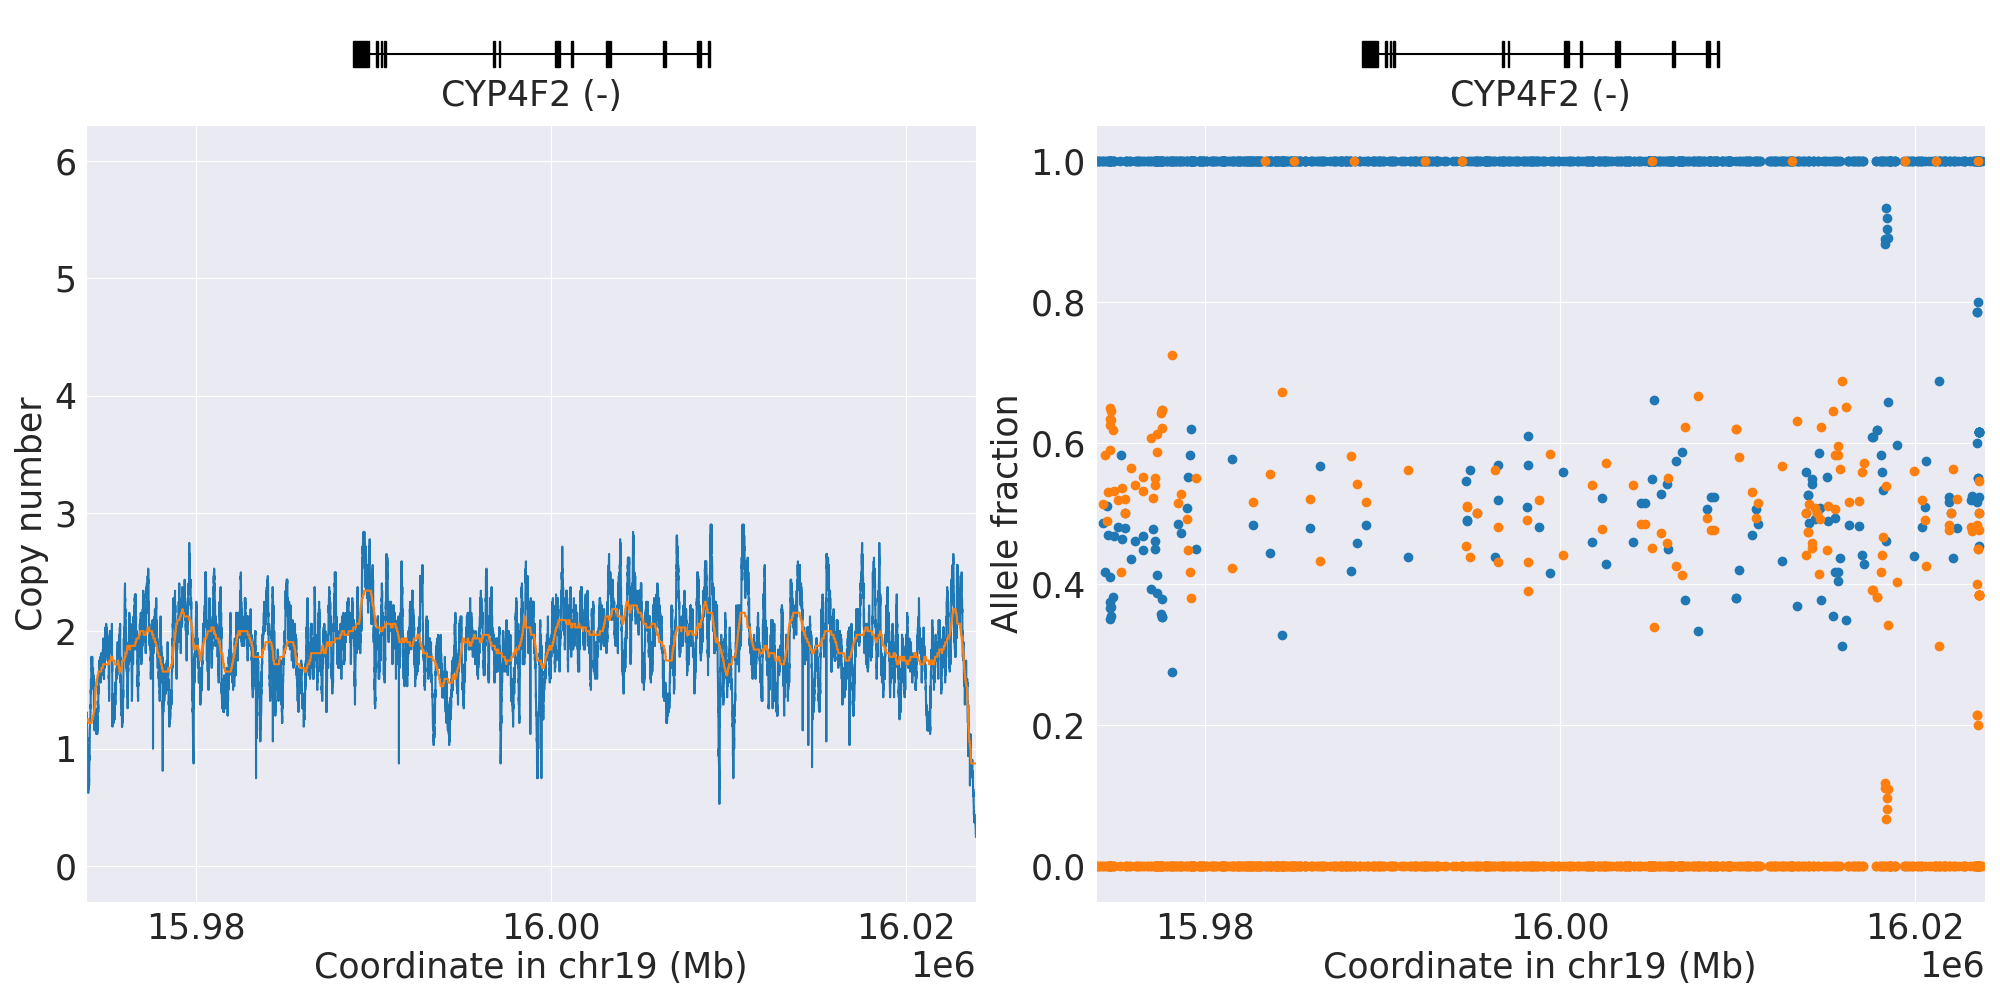 CYP4F2 (-)
Copy number
6
5
4
3
2
1
0
15.98
16.00
16.02
Coordinate in chr19 (Mb)
1e6
CYP4F2 (-)
Allele fraction
1.0
0.8
0.6
0.4
0.2
0.0
15.98
16.00
16.02
Coordinate in chr19 (Mb)
1e6